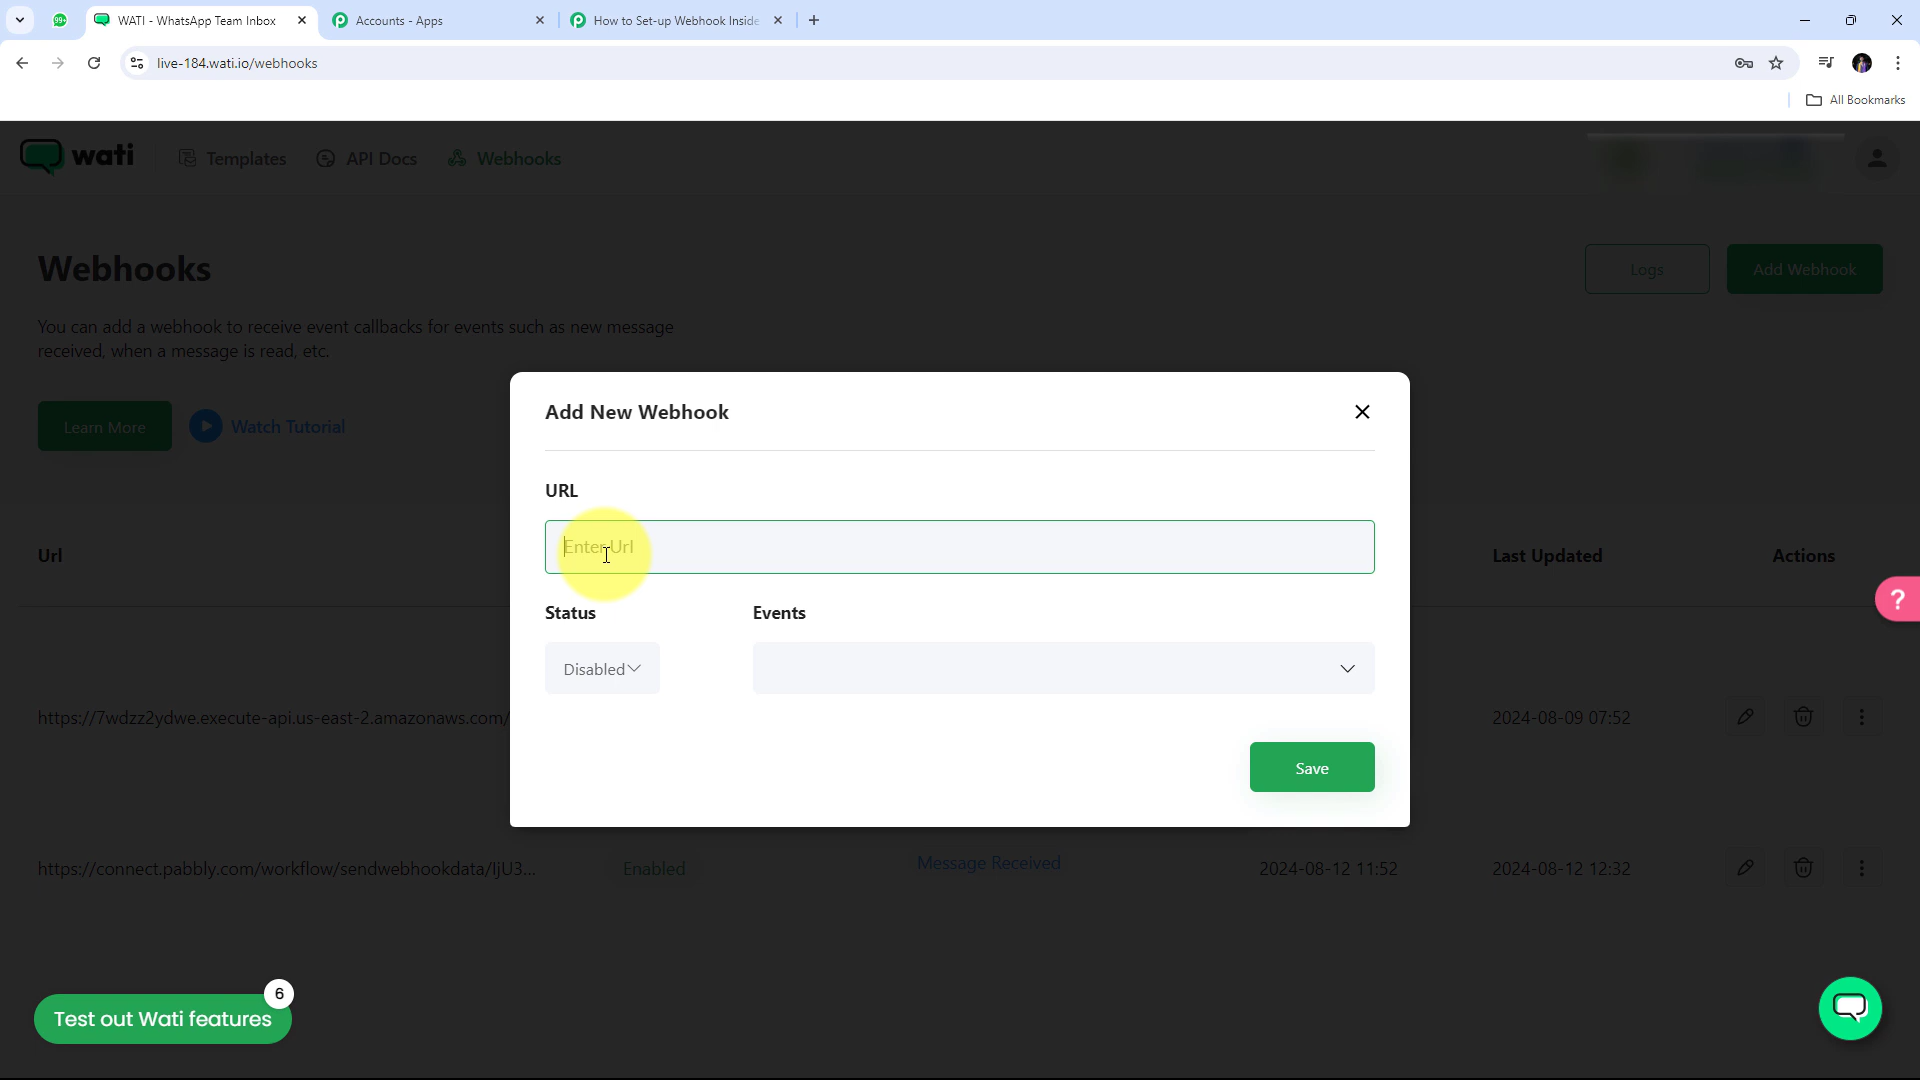 99+
WATI - WhatsApp Team Inbox
Accounts - Apps
How to Set-up Webhook Inside
live-184.wati.io/webhooks
All Bookmarks
wati
Templates
API Docs
Webhooks
Webhooks
Logs
Add Webhook
You can add a webhook to receive event callbacks for events such as new message
received, when a message is read, etc.
Learn More
Watch Tutorial
Add New Webhook
URL
Enter Url
Url
Last Updated
Actions
Status
Events
Disabled
?
https://7wdzz2ydwe.execute-api.us-east-2.amazonaws.com/
2024-08-09 07:52
Save
https://connect.pabbly.com/workflow/sendwebhookdata/IjU3...
Enabled
Message Received
2024-08-12 11:52
2024-08-12 12:32
6
Test out Wati features